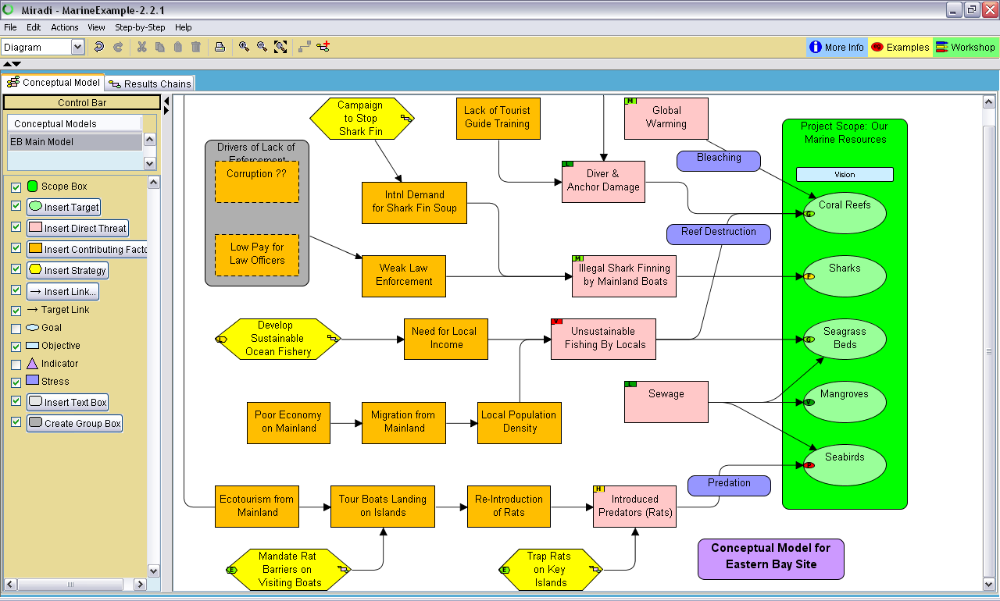 Miradi - MarineExample-2.2.1
File Edit Actions View Step-by-Step Help
Diagram
More Info
Examples
Workshop
Conceptual Model
Results Chains
Control Bar
Conceptual Models
EB Main Model
Scope Box
Insert Target
Insert Direct Threat
Insert Contributing Facto
Insert Strategy
Insert Link...
Target Link
Goal
Objective
Indicator
Stress
Insert Text Box
Create Group Box
Campaign
to Stop
Shark Fin
Lack of Tourist
Guide Training
M
Global
Warming
Project Scope: Our
Marine Resources
Drivers of Lack of
Enforcement
Corruption ??
Low Pay for
Law Officers
Bleaching
Vision
L
Diver &
Anchor Damage
Intnl Demand
for Shark Fin Soup
Coral Reefs
G
Reef Destruction
Weak Law
Enforcement
M
Illegal Shark Finning
by Mainland Boats
Sharks
F
Develop
Sustainable
Ocean Fishery
L
Need for Local
Income
V
Unsustainable
Fishing By Locals
Seagrass
Beds
G
L
Sewage
Mangroves
V
Poor Economy
on Mainland
Migration from
Mainland
Local Population
Density
Seabirds
P
Predation
Ecotourism from
Mainland
Tour Boats Landing
on Islands
Re-Introduction
of Rats
H
Introduced
Predators (Rats)
Mandate Rat
Barriers on
Visiting Boats
E
Trap Rats
on Key
Islands
E
Conceptual Model for
Eastern Bay Site